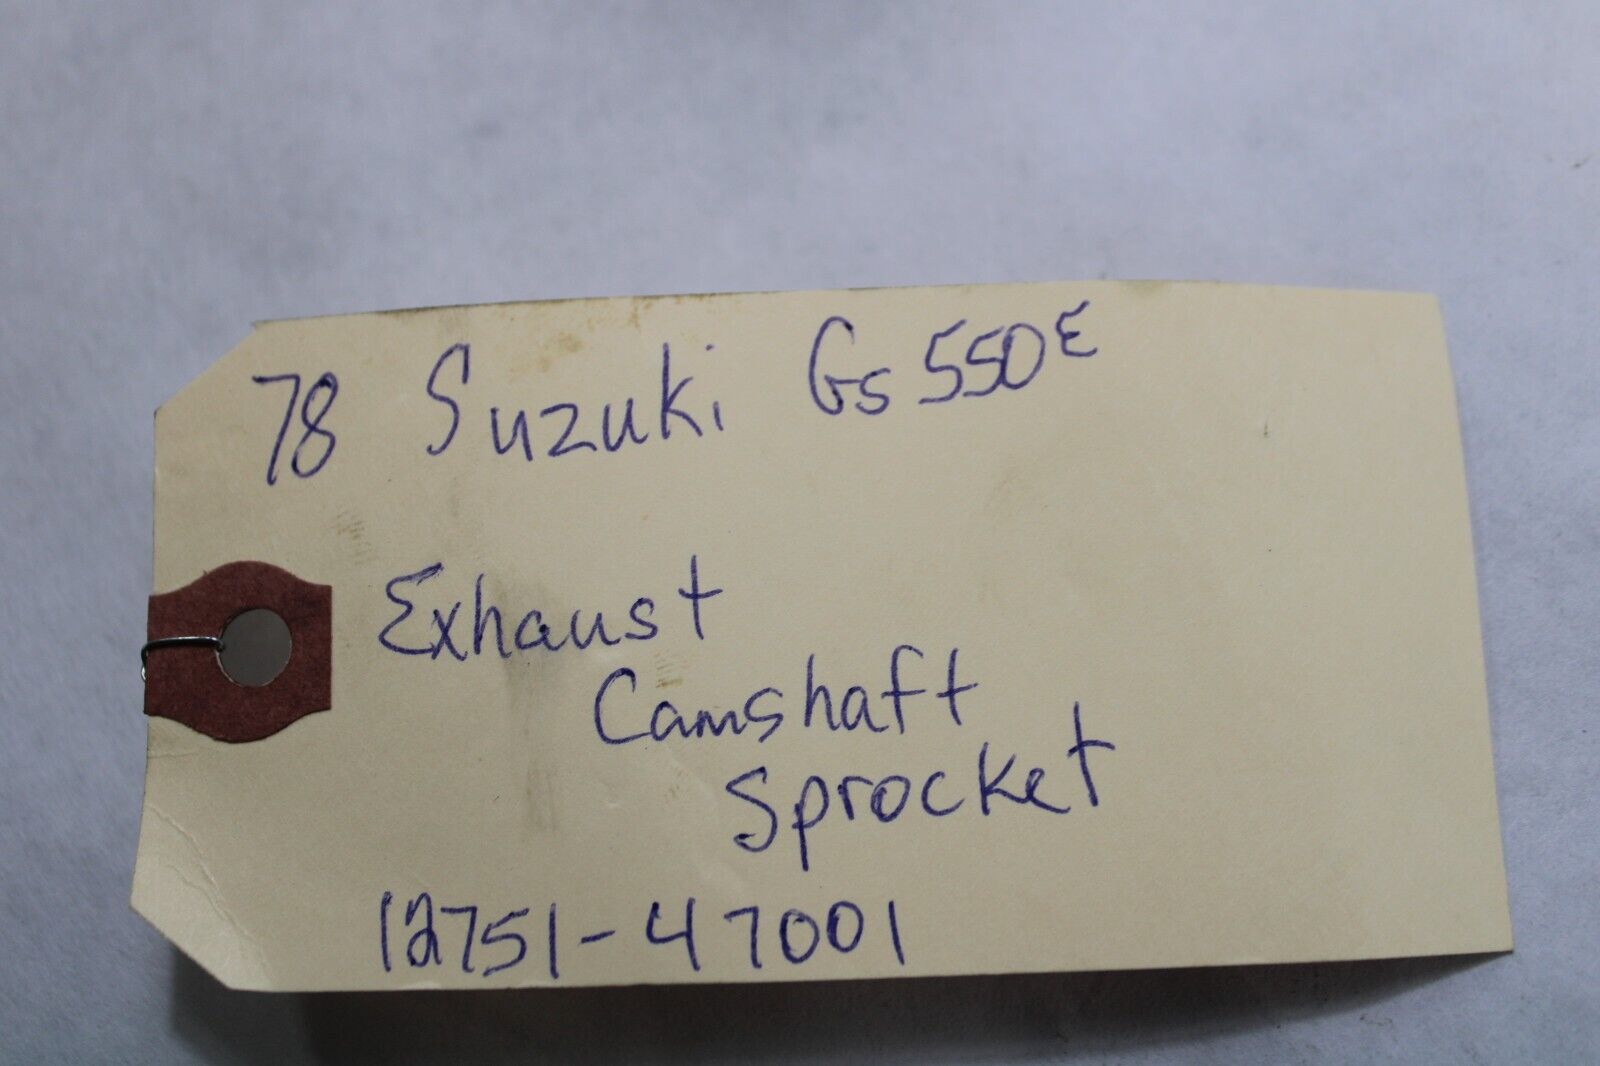 78 Suzuki Gs550E
Exhaust
Camshaft
Sprocket
12751-47001